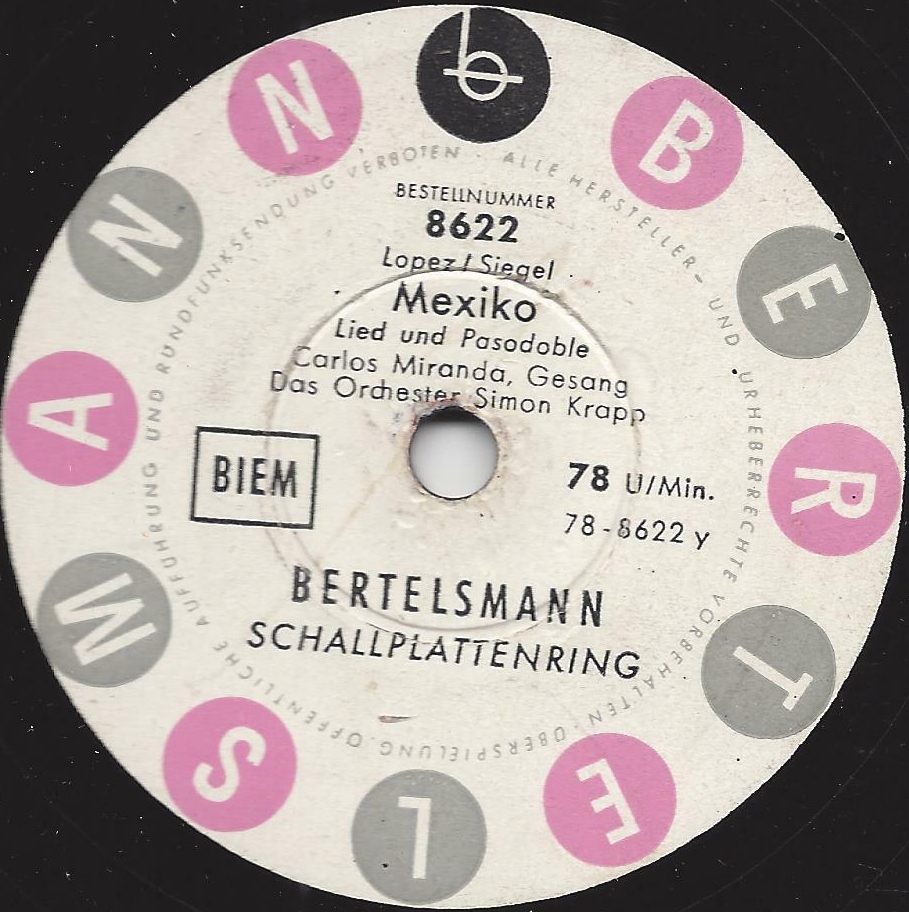 b
BERTELSMANN
ALLE HERSTELLER- UND URHEBERRECHTE VORBEHALTEN · ÜBERSPIELUNG, ÖFFENTLICHE AUFFÜHRUNG UND RUNDFUNKSENDUNG VERBOTEN ·
BESTELLNUMMER
8622
Lopez / Siegel
Mexiko
Lied und Pasodoble
Carlos Miranda, Gesang
Das Orchester Simon Krapp
BIEM
78 U/Min.
78-8622 y
BERTELSMANN
SCHALLPLATTENRING